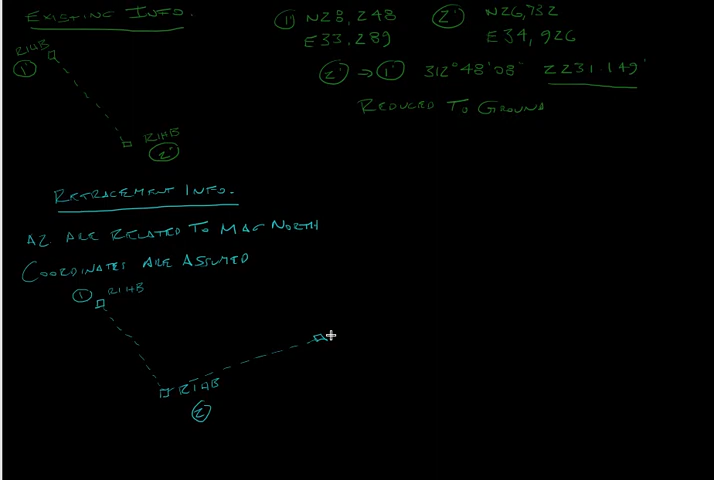 EXISTING INFO.
1' N28,248
E33,289
2' N26,732
E34,926
2' → 1' 312°48'08" 2231.149'
REDUCED TO GROUND
RIHB
1'
RIHB
2'
RETRACEMENT INFO.
AZ ARE RELATED TO MAG NORTH
COORDINATES ARE ASSUMED
1 RIHB
RIHB
2